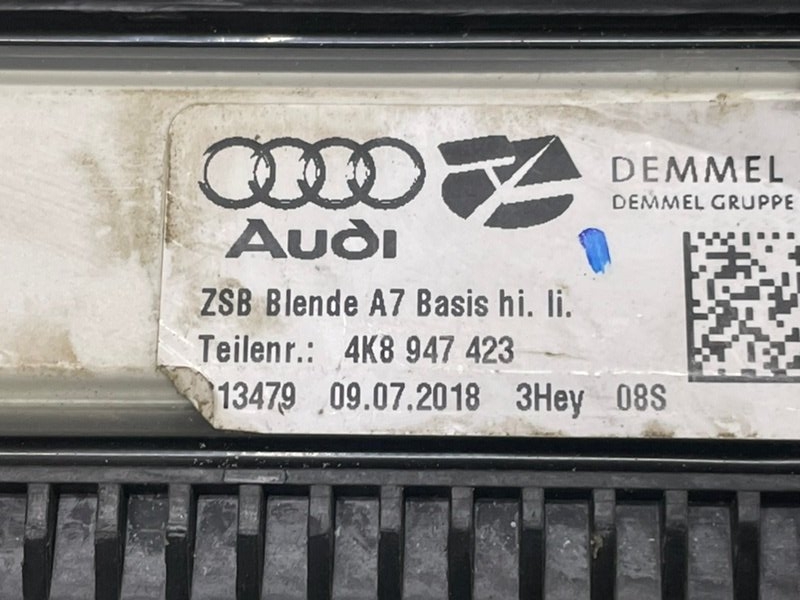 Audi
DEMMEL
DEMMEL GRUPPE
ZSB Blende A7 Basis hi. li.
Teilenr.: 4K8 947 423
13479 09.07.2018 3Hey 08S